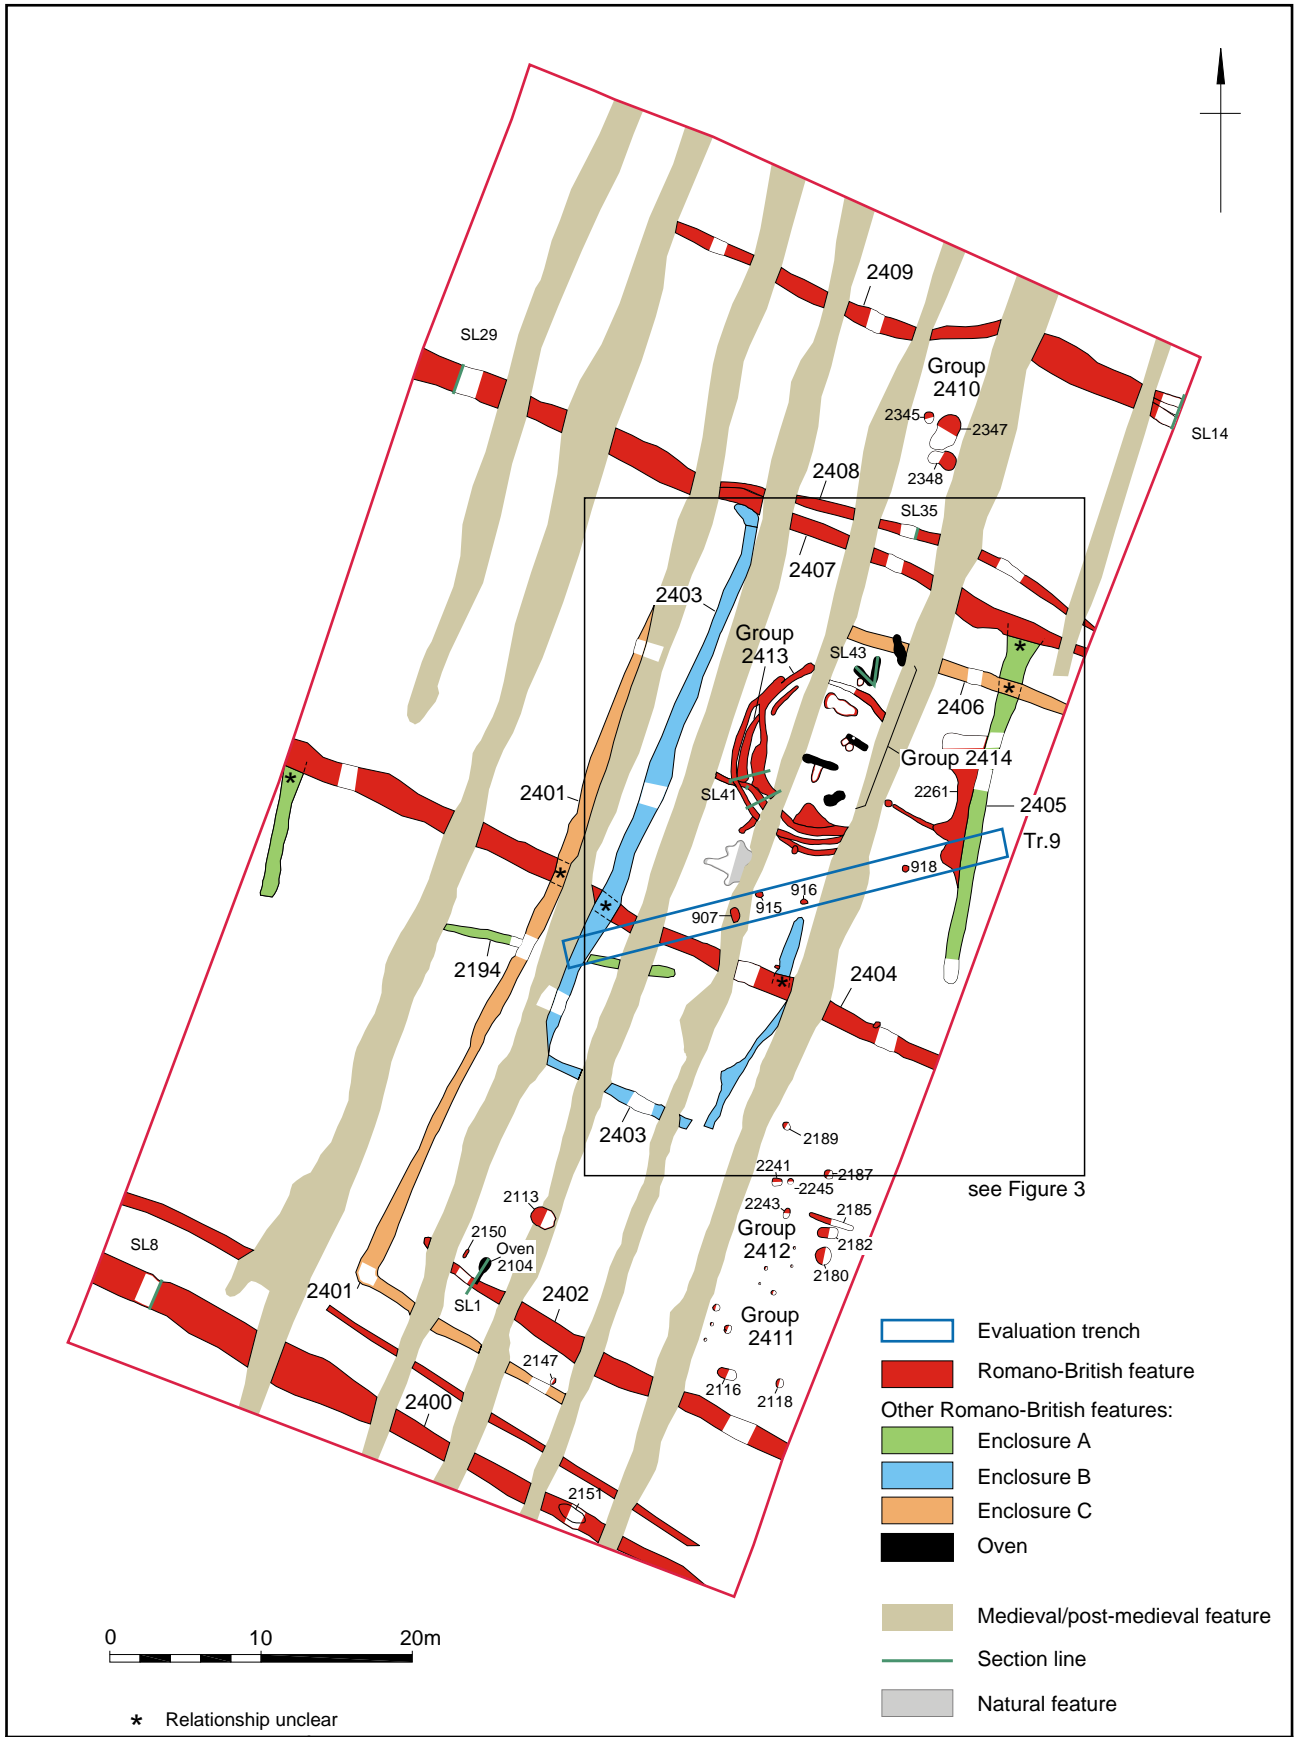 2409
SL29
Group
2410
2345
2347
SL14
2348
2408
SL35
2407
2403
Group
2413
SL43
2406
Group 2414
2261
2401
SL41
2405
Tr.9
918
916
915
907
2194
2404
2403
2189
2241
2187
2245
2243
2185
Group
2412
2182
2180
2113
2150
Oven
2104
SL8
SL1
2401
2402
see Figure 3
Group
2411
2147
2116
2118
2400
2151
Evaluation trench
Romano-British feature
Other Romano-British features:
Enclosure A
Enclosure B
Enclosure C
Oven
Medieval/post-medieval feature
Section line
Natural feature
0 10 20m
* Relationship unclear
*
*
*
*
*
*